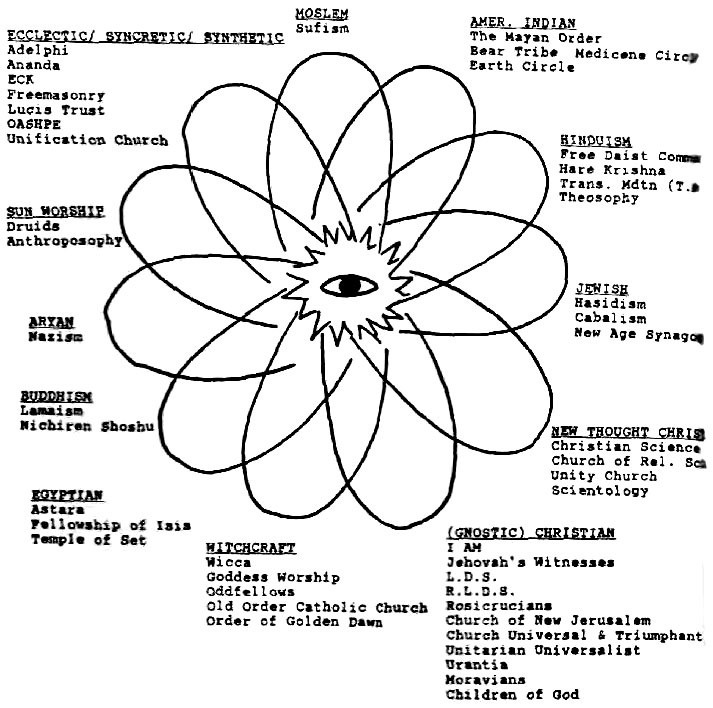 MOSLEM
Sufism
AMER. INDIAN
The Mayan Order
Bear Tribe Medicene
Earth Circle
ECCLECTIC/ SYNCRETIC/ SYNTHETIC
Adelphi
Ananda
ECK
Freemasonry
Lucis Trust
OASHPE
Unification Church
HINDUISM
Free Daist
Hare Krishna
Trans. Mdtn
Theosophy
SUN WORSHIP
Druids
Anthroposophy
JEWISH
Hasidism
Cabalism
New Age
ARYAN
Nazism
BUDDHISM
Lamaism
Nichiren Shoshu
NEW THOUGHT
Christian Science
Church of Rel.
Unity Church
Scientology
EGYPTIAN
Astara
Fellowship of Isis
Temple of Set
WITCHCRAFT
Wicca
Goddess Worship
Oddfellows
Old Order Catholic Church
Order of Golden Dawn
(GNOSTIC) CHRISTIAN
I AM
Jehovah's Witnesses
L.D.S.
R.L.D.S.
Rosicrucians
Church of New Jerusalem
Church Universal & Triumphant
Unitarian Universalist
Urantia
Moravians
Children of God